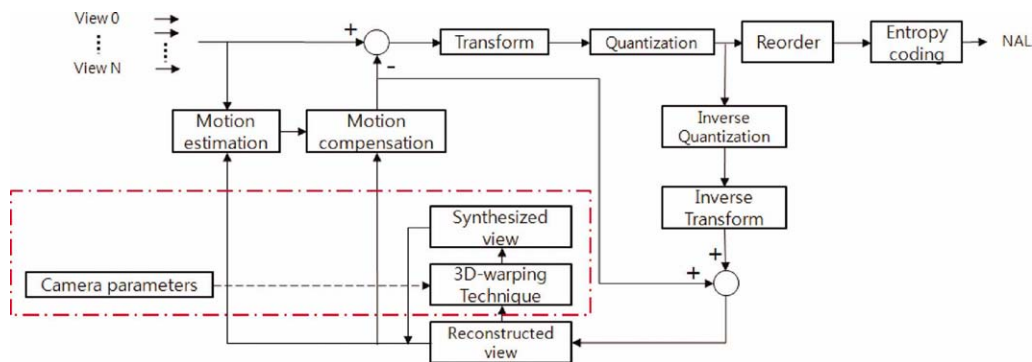 View 0
View N
+
-
Transform
Quantization
Reorder
Entropy
coding
NAL
Motion
estimation
Motion
compensation
Inverse
Quantization
Inverse
Transform
Synthesized
view
+
+
Camera parameters
3D-warping
Technique
Reconstructed
view